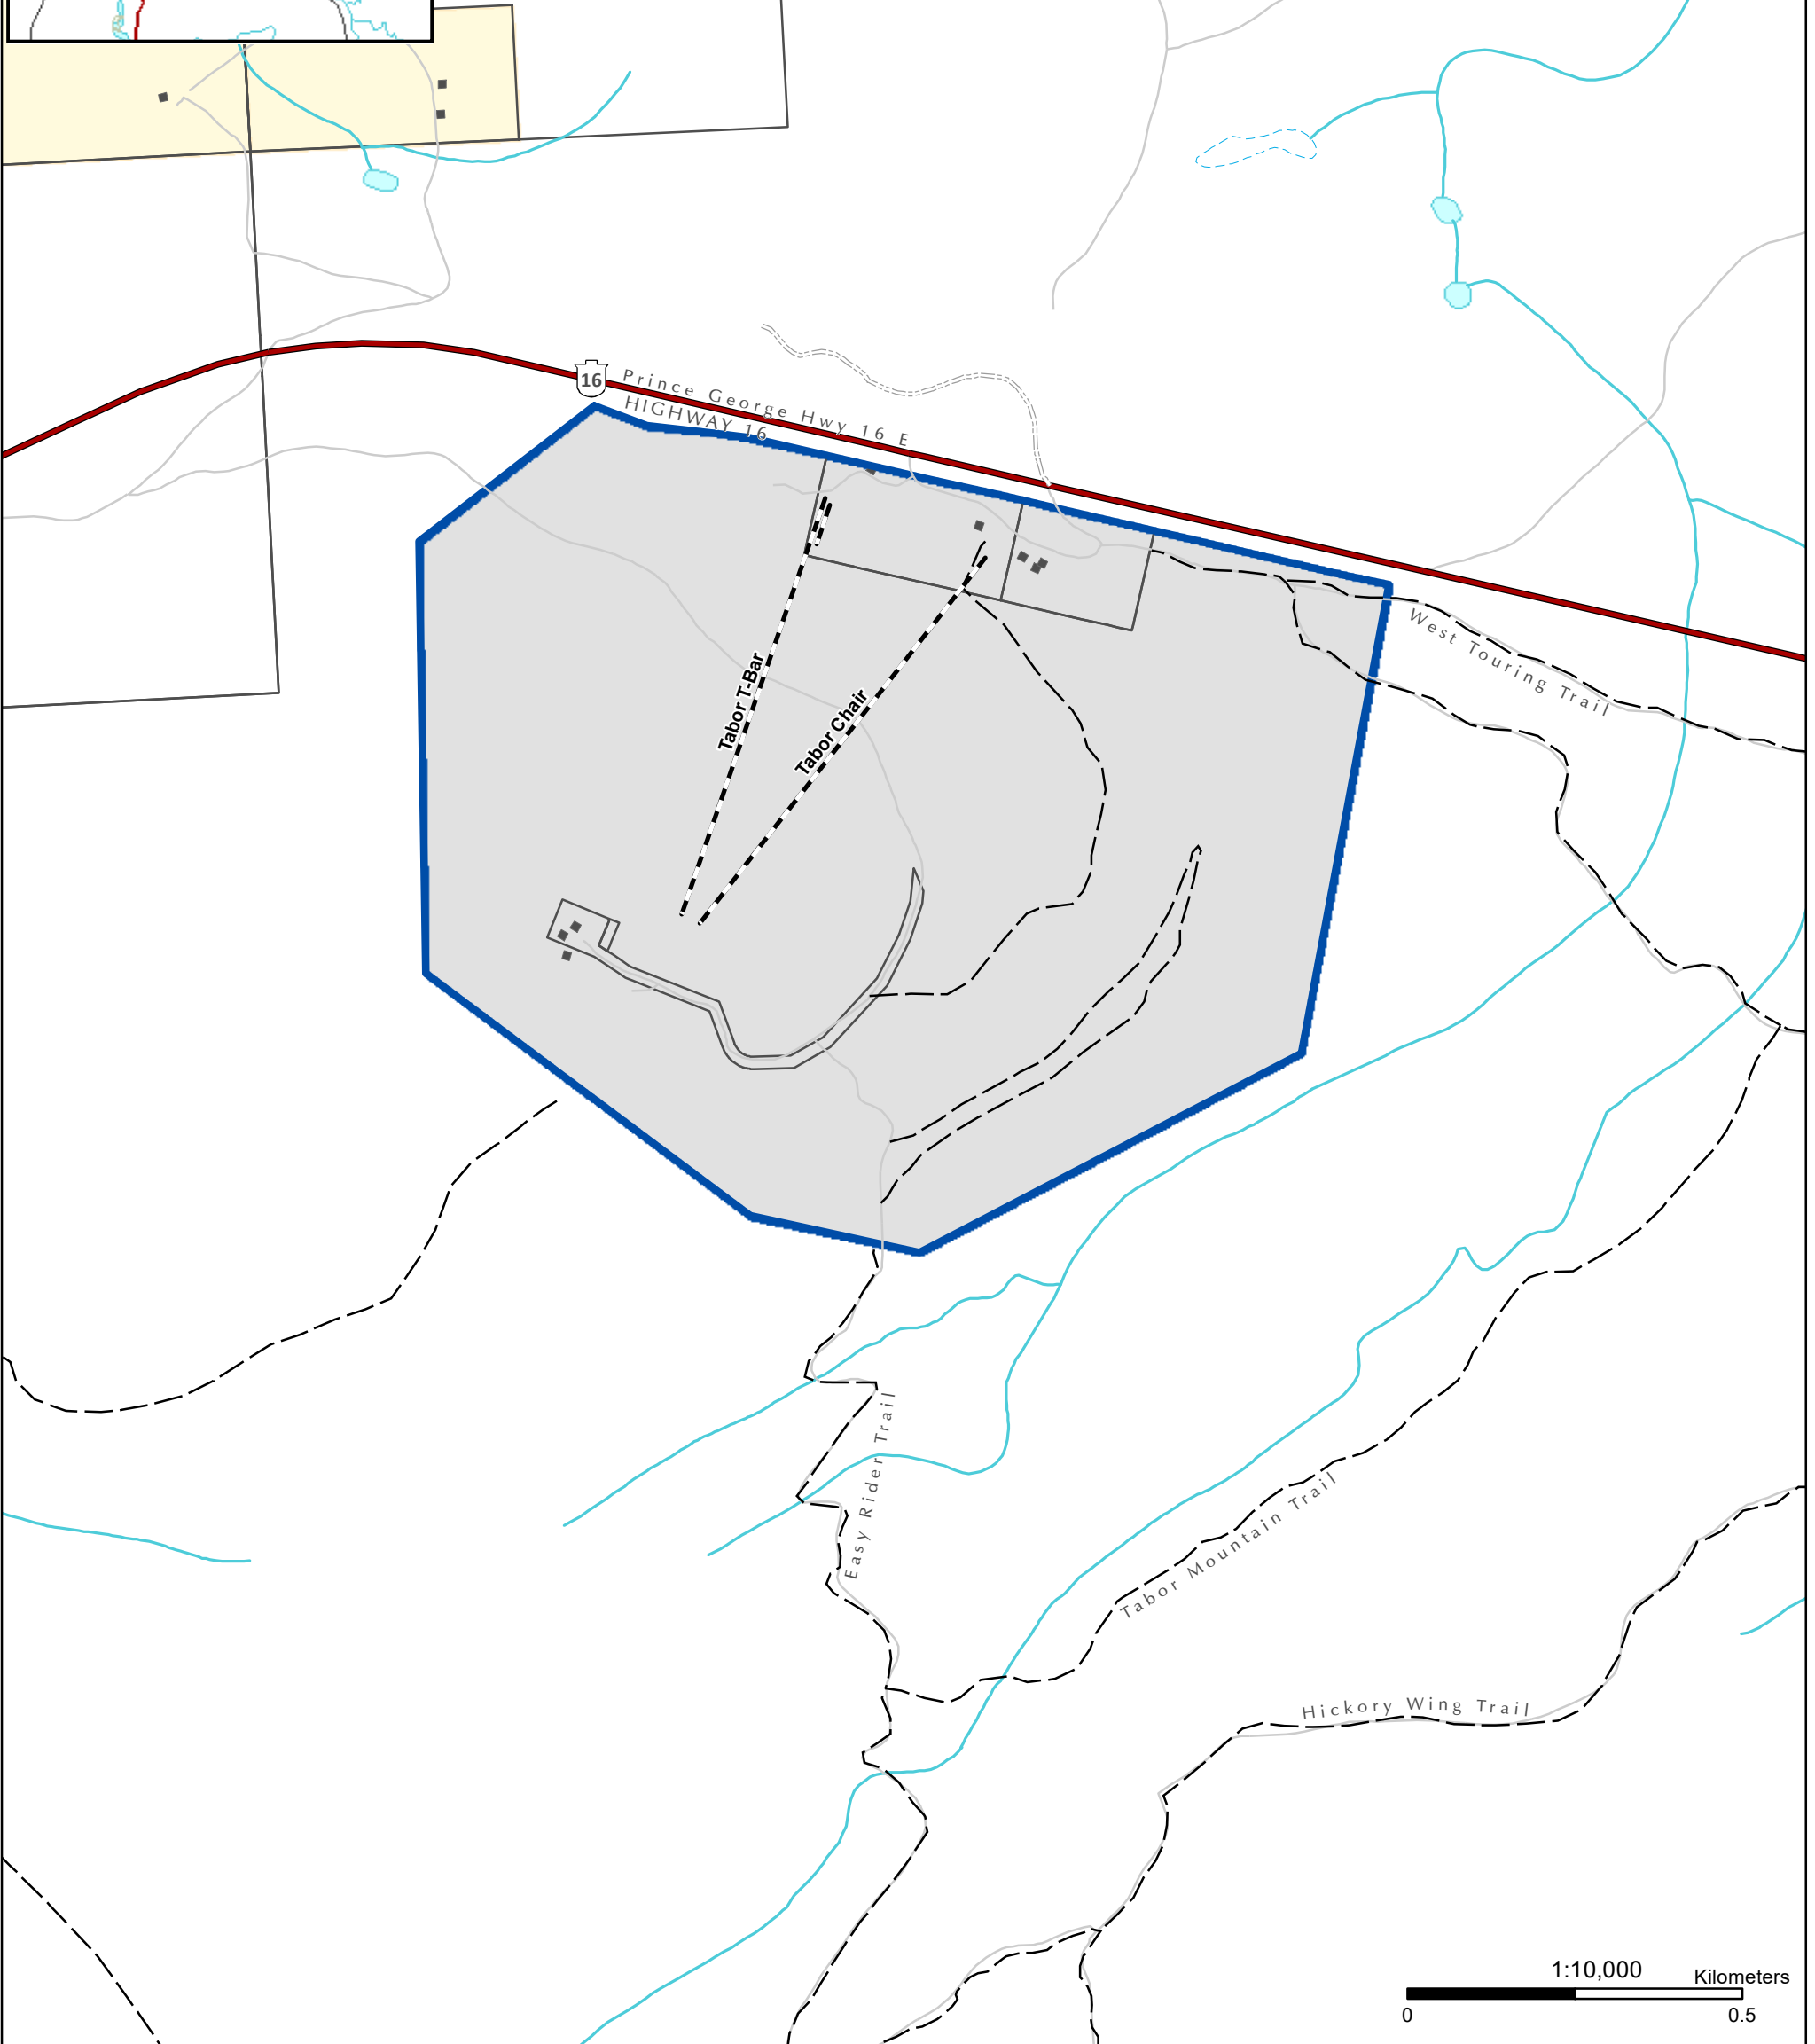 16
Prince George Hwy 16 E
HIGHWAY 16
West Touring Trail
Tabor T-Bar
Tabor Chair
Easy Rider Trail
Tabor Mountain Trail
Hickory Wing Trail
1:10,000
Kilometers
0
0.5